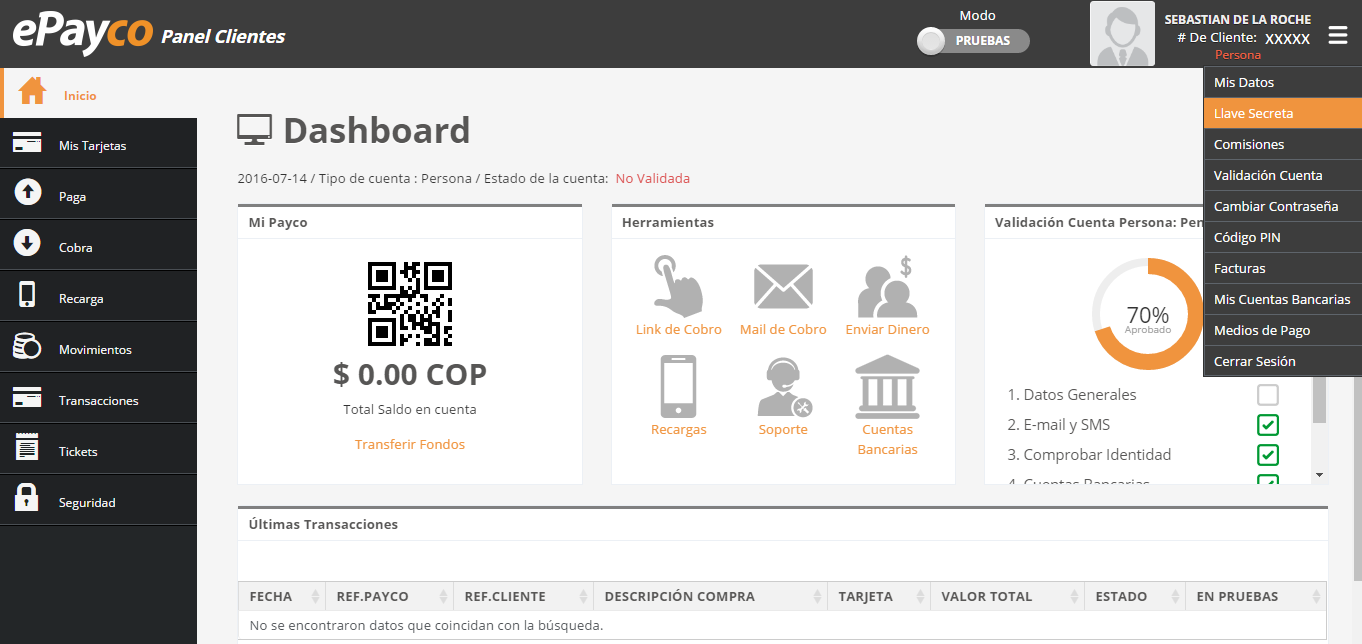 ePayco Panel Clientes
Modo
PRUEBAS
SEBASTIAN DE LA ROCHE
# De Cliente: XXXXX
Persona
Mis Datos
Llave Secreta
Comisiones
Validación Cuenta
Cambiar Contraseña
Código PIN
Facturas
Mis Cuentas Bancarias
Medios de Pago
Cerrar Sesión
Inicio
Mis Tarjetas
Paga
Cobra
Recarga
Movimientos
Transacciones
Tickets
Seguridad
Dashboard
2016-07-14 / Tipo de cuenta : Persona / Estado de la cuenta: No Validada
Mi Payco
$ 0.00 COP
Total Saldo en cuenta
Transferir Fondos
Herramientas
Link de Cobro
Mail de Cobro
Enviar Dinero
$
Recargas
Soporte
Cuentas
Bancarias
Validación Cuenta Persona: Pen
70%
Aprobado
1. Datos Generales
2. E-mail y SMS
3. Comprobar Identidad
4. Cuentas Bancarias
Últimas Transacciones
FECHA REF.PAYCO REF.CLIENTE DESCRIPCIÓN COMPRA TARJETA VALOR TOTAL ESTADO EN PRUEBAS
No se encontraron datos que coincidan con la búsqueda.